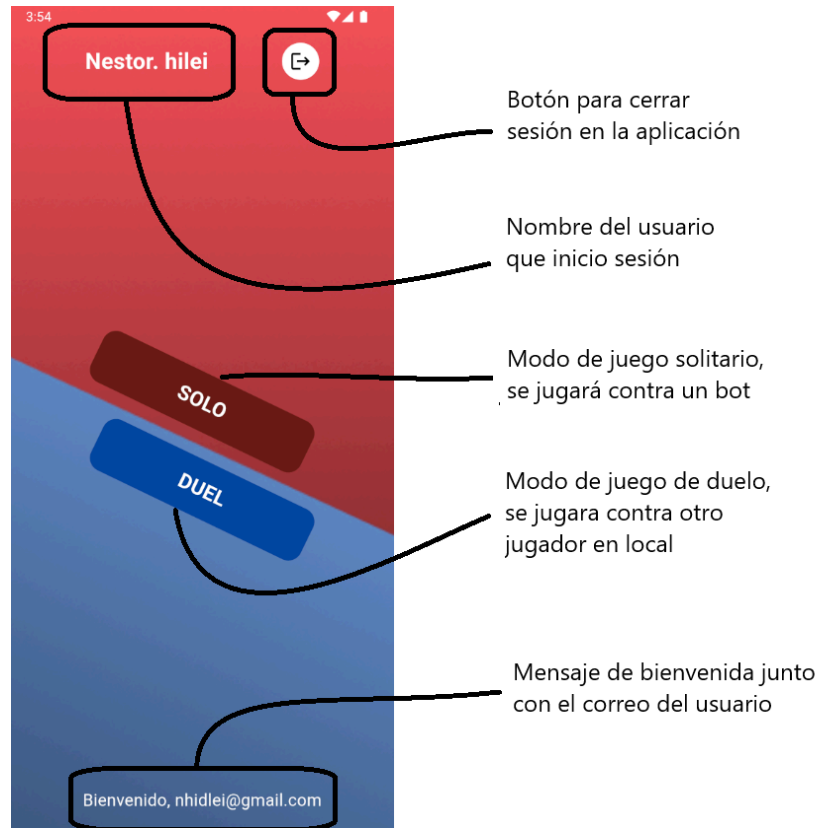 3:54
Nestor. hilei
Botón para cerrar
sesión en la aplicación
Nombre del usuario
que inicio sesión
Modo de juego solitario,
se jugará contra un bot
SOLO
DUEL
Modo de juego de duelo,
se jugara contra otro
jugador en local
Mensaje de bienvenida junto
con el correo del usuario
Bienvenido, nhidlei@gmail.com